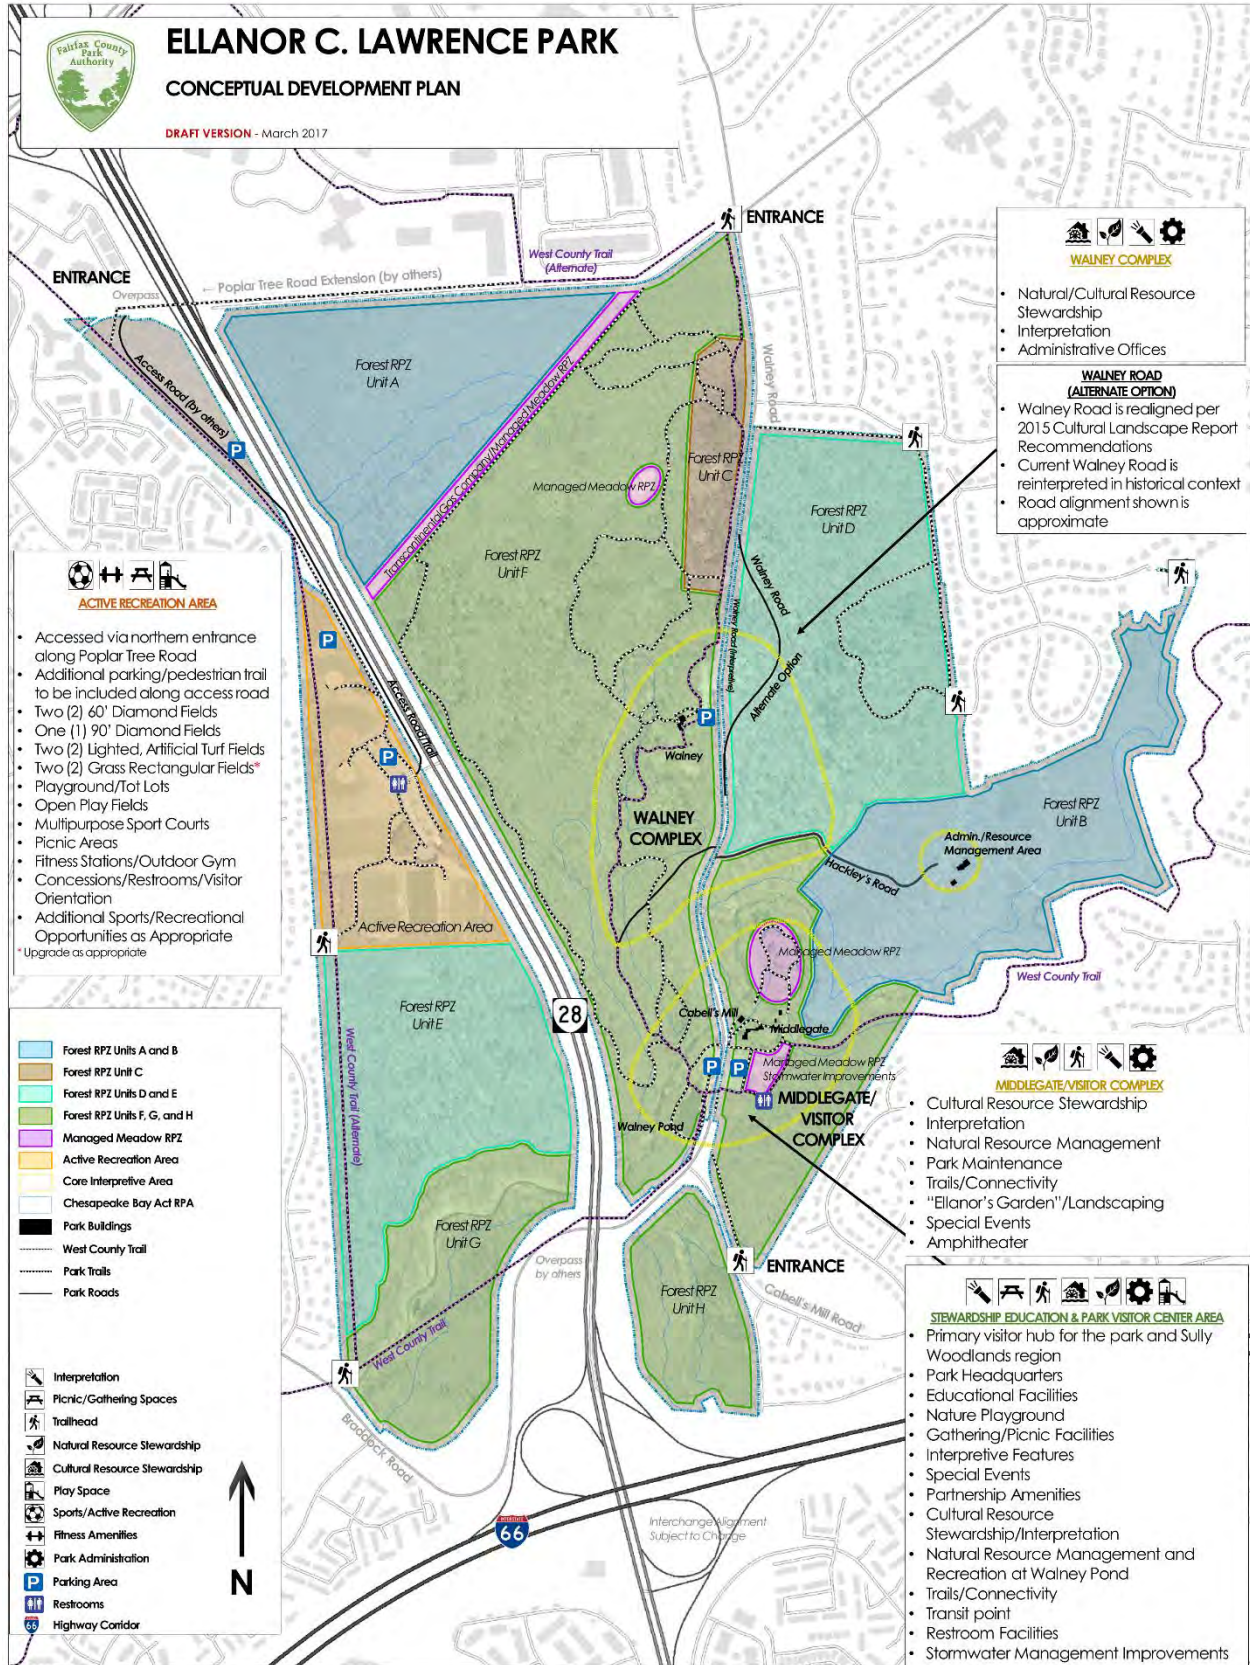 Fairfax County
Park
Authority
ELLANOR C. LAWRENCE PARK
CONCEPTUAL DEVELOPMENT PLAN
DRAFT VERSION - March 2017
ENTRANCE
West County Trail
(Alternate)
ENTRANCE
Overpass
← Poplar Tree Road Extension (by others)
Access Road (by others)
P
Forest RPZ
Unit A
Transcontinental Gas Company/Managed Meadow RPZ
Walney Road
Managed Meadow RPZ
Forest RPZ
Unit C
Forest RPZ
Unit F
Forest RPZ
Unit D
Walney Road
Walney Road (Interpretive)
Alternate Option
P
Walney
WALNEY
COMPLEX
P
Access Road/Trail
P
Active Recreation Area
Forest RPZ
Unit B
Admin./Resource
Management Area
Hackley's Road
Managed Meadow RPZ
West County Trail
Cabell's Mill
Middlegate
28
Forest RPZ
Unit E
West County Trail (Alternate)
P
P
Managed Meadow RPZ
Stormwater Improvements
MIDDLEGATE/
VISITOR
COMPLEX
Walney Pond
Forest RPZ
Unit G
Overpass
by others
Forest RPZ
Unit H
ENTRANCE
Cabell's Mill Road
West County Trail
Braddock Road
INTERSTATE
66
Interchange Alignment
Subject to Change
WALNEY COMPLEX
• Natural/Cultural Resource
Stewardship
• Interpretation
• Administrative Offices
WALNEY ROAD
(ALTERNATE OPTION)
• Walney Road is realigned per
2015 Cultural Landscape Report
Recommendations
• Current Walney Road is
reinterpreted in historical context
• Road alignment shown is
approximate
ACTIVE RECREATION AREA
• Accessed via northern entrance
along Poplar Tree Road
• Additional parking/pedestrian trail
to be included along access road
• Two (2) 60' Diamond Fields
• One (1) 90' Diamond Fields
• Two (2) Lighted, Artificial Turf Fields
• Two (2) Grass Rectangular Fields*
• Playground/Tot Lots
• Open Play Fields
• Multipurpose Sport Courts
• Picnic Areas
• Fitness Stations/Outdoor Gym
• Concessions/Restrooms/Visitor
Orientation
• Additional Sports/Recreational
Opportunities as Appropriate
* Upgrade as appropriate
Forest RPZ Units A and B
Forest RPZ Unit C
Forest RPZ Units D and E
Forest RPZ Units F, G, and H
Managed Meadow RPZ
Active Recreation Area
Core Interpretive Area
Chesapeake Bay Act RPA
Park Buildings
West County Trail
Park Trails
Park Roads
Interpretation
Picnic/Gathering Spaces
Trailhead
Natural Resource Stewardship
Cultural Resource Stewardship
Play Space
Sports/Active Recreation
Fitness Amenities
Park Administration
P Parking Area
Restrooms
66 Highway Corridor
N
MIDDLEGATE/VISITOR COMPLEX
• Cultural Resource Stewardship
• Interpretation
• Natural Resource Management
• Park Maintenance
• Trails/Connectivity
• "Ellanor's Garden"/Landscaping
• Special Events
• Amphitheater
STEWARDSHIP EDUCATION & PARK VISITOR CENTER AREA
• Primary visitor hub for the park and Sully
Woodlands region
• Park Headquarters
• Educational Facilities
• Nature Playground
• Gathering/Picnic Facilities
• Interpretive Features
• Special Events
• Partnership Amenities
• Cultural Resource
Stewardship/Interpretation
• Natural Resource Management and
Recreation at Walney Pond
• Trails/Connectivity
• Transit point
• Restroom Facilities
• Stormwater Management Improvements